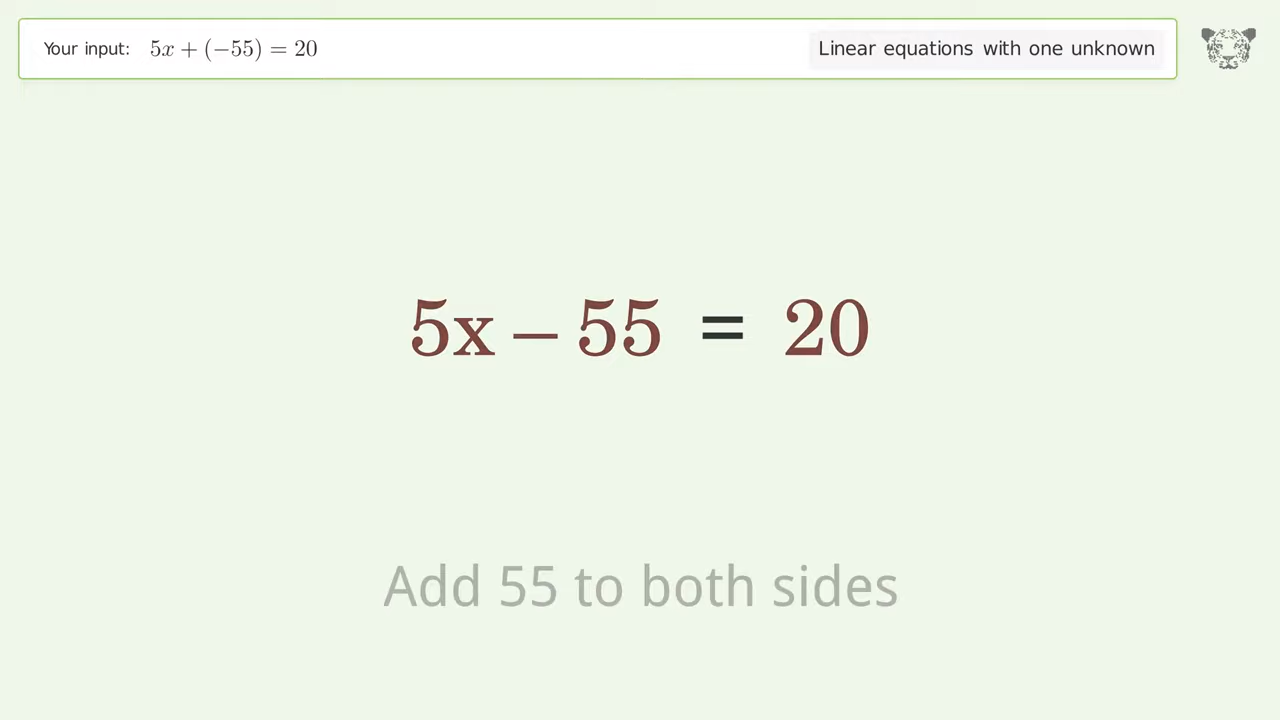 Your input: 5x + (−55) = 20 Linear equations with one unknown
5x – 55 = 20
Add 55 to both sides